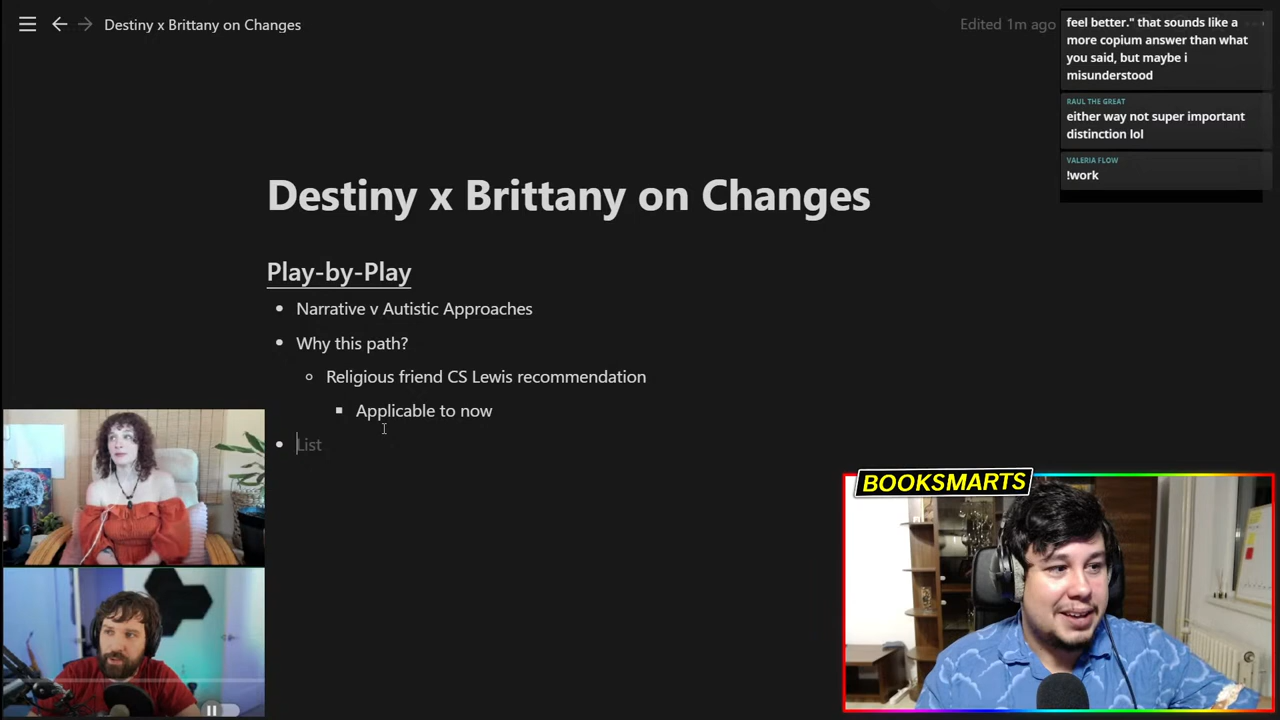 Destiny x Brittany on Changes
Edited 1m ago
feel better." that sounds like a
more copium answer than what
you said, but maybe i
misunderstood
RAUL THE GREAT
either way not super important
distinction lol
VALERIA FLOW
!work
Destiny x Brittany on Changes
Play-by-Play
Narrative v Autistic Approaches
Why this path?
Religious friend CS Lewis recommendation
Applicable to now
List
BOOKSMARTS